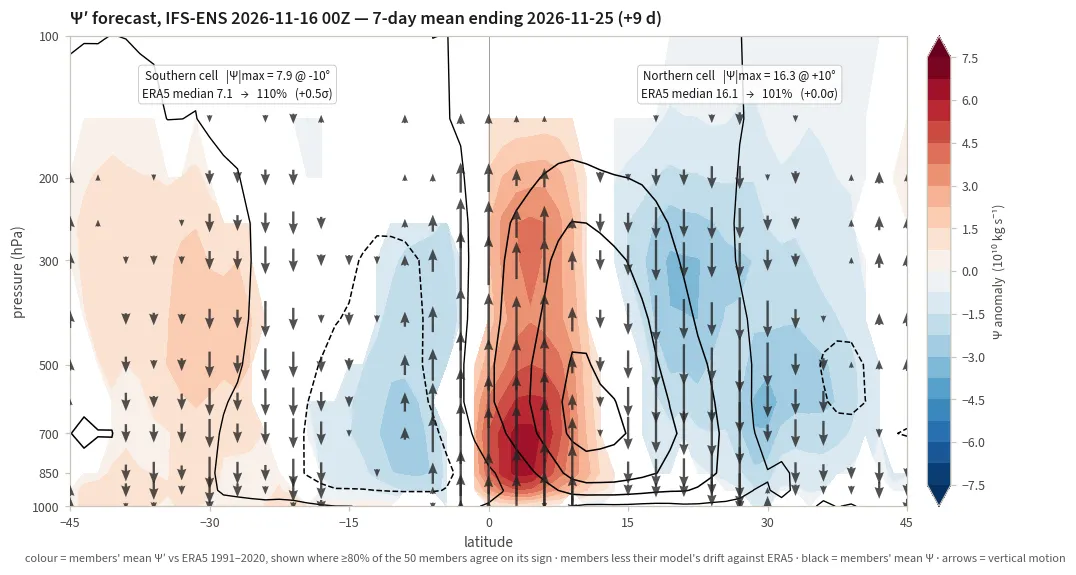 Ψ′ forecast, IFS-ENS 2026-11-16 00Z — 7-day mean ending 2026-11-25 (+9 d)
Southern cell |Ψ|max = 7.9 @ -10°
ERA5 median 7.1 → 110% (+0.5σ)
Northern cell |Ψ|max = 16.3 @ +10°
ERA5 median 16.1 → 101% (+0.0σ)
pressure (hPa)
100
200
300
400
500
700
850
1000
−45
−30
−15
0
15
30
45
latitude
7.5
6.0
4.5
3.0
1.5
0.0
−1.5
−3.0
−4.5
−6.0
−7.5
Ψ anomaly (10¹⁰ kg s⁻¹)
colour = members' mean Ψ′ vs ERA5 1991–2020, shown where ≥80% of the 50 members agree on its sign · members less their model's drift against ERA5 · black = members' mean Ψ · arrows = vertical motion